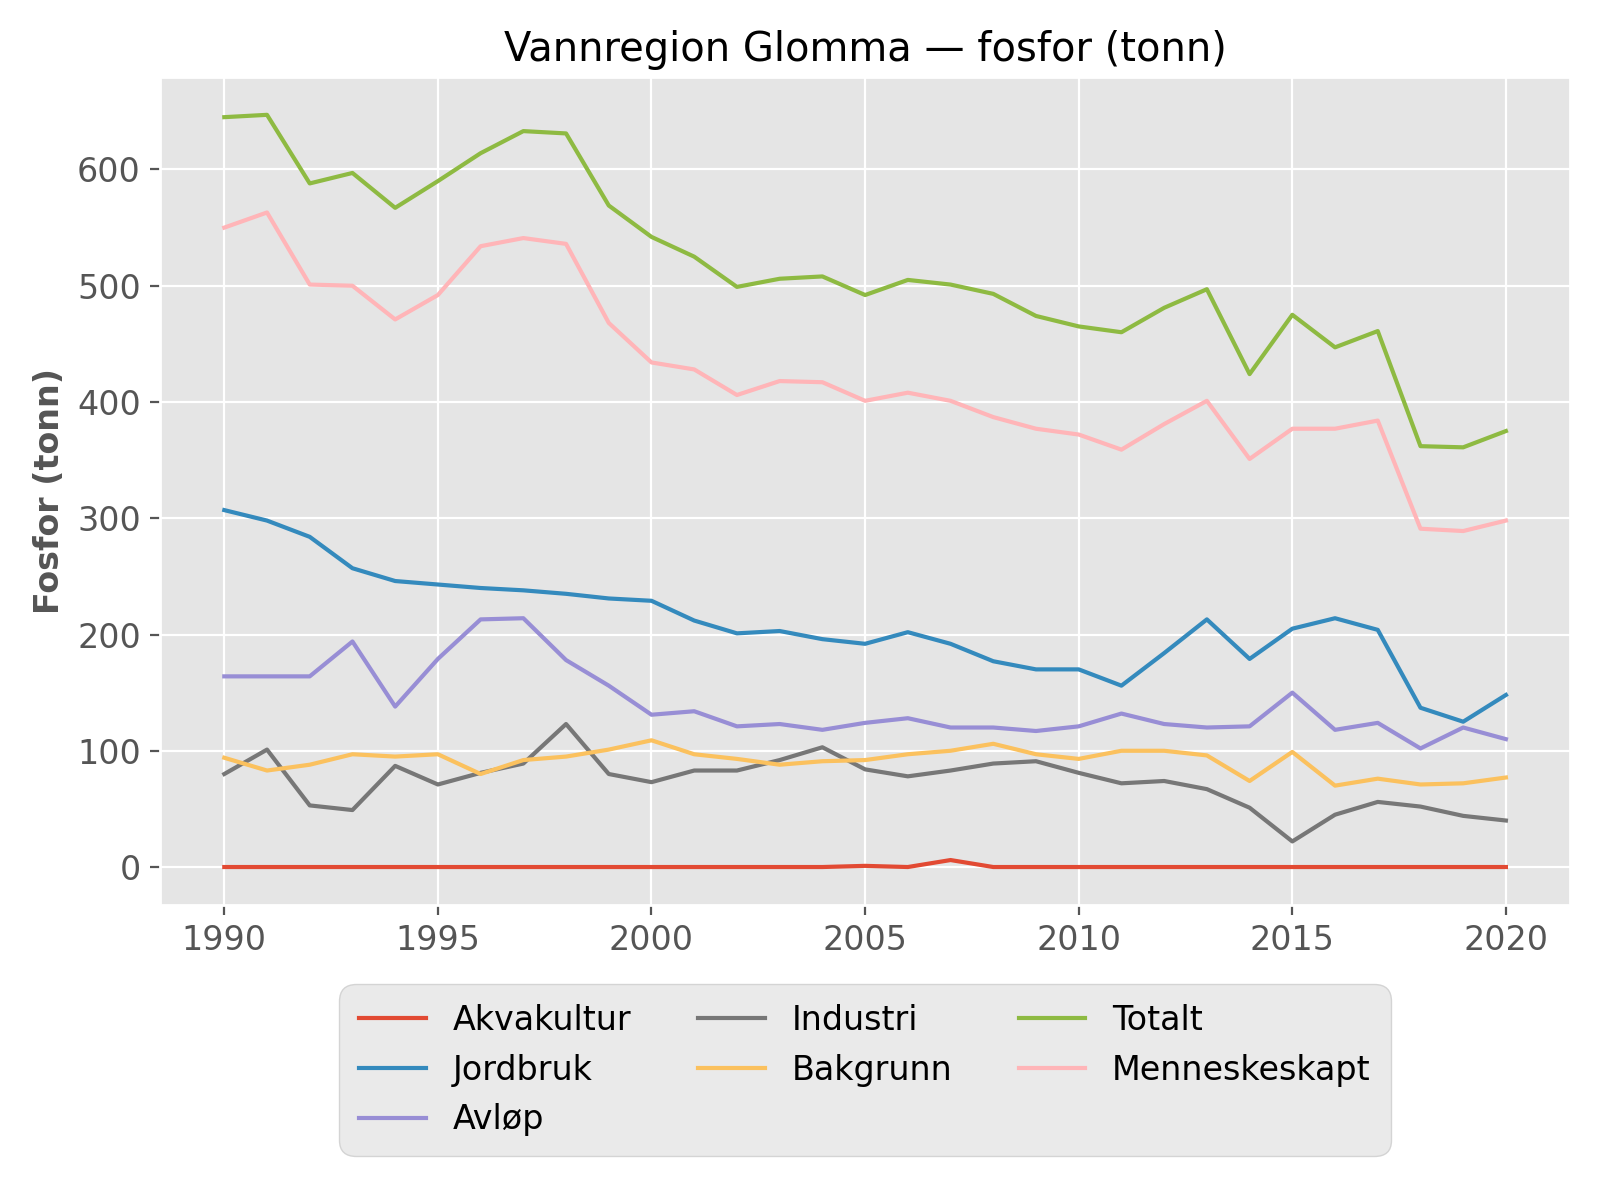 Vannregion Glomma — fosfor (tonn)
Fosfor (tonn)
600
500
400
300
200
100
0
1990 1995 2000 2005 2010 2015 2020
Akvakultur Industri Totalt
Jordbruk Bakgrunn Menneskeskapt
Avløp